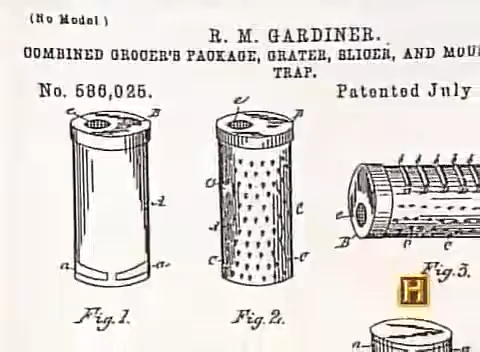 (No Model)
R. M. GARDINER.
COMBINED GROCER'S PACKAGE, GRATER, SLICER, AND MOU
TRAP.
No. 586,025.
Patented July
Fig. 1.
Fig. 2.
Fig. 3.
H